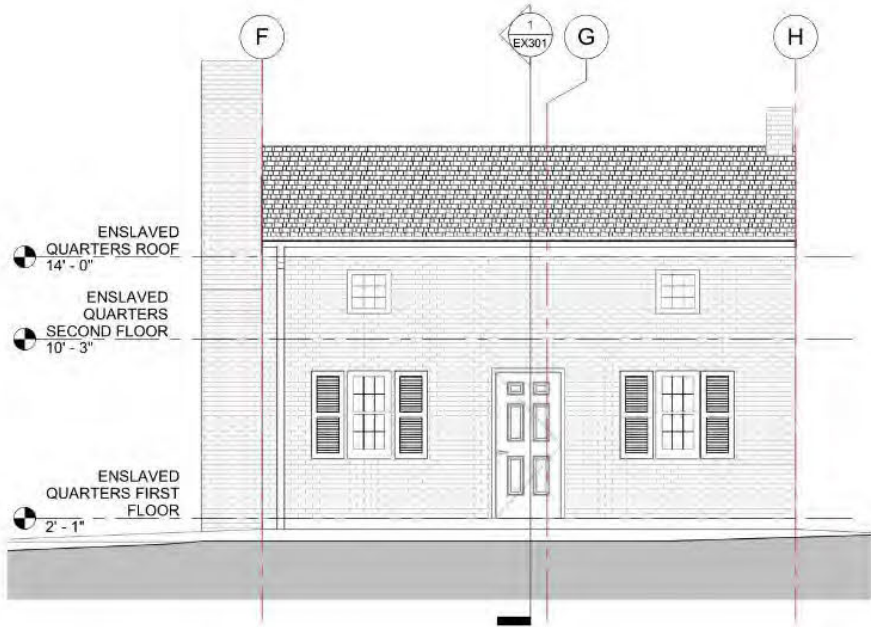 F
1
EX301
G
H
ENSLAVED
QUARTERS ROOF
14' - 0"
ENSLAVED
QUARTERS
SECOND FLOOR
10' - 3"
ENSLAVED
QUARTERS FIRST
FLOOR
2' - 1"